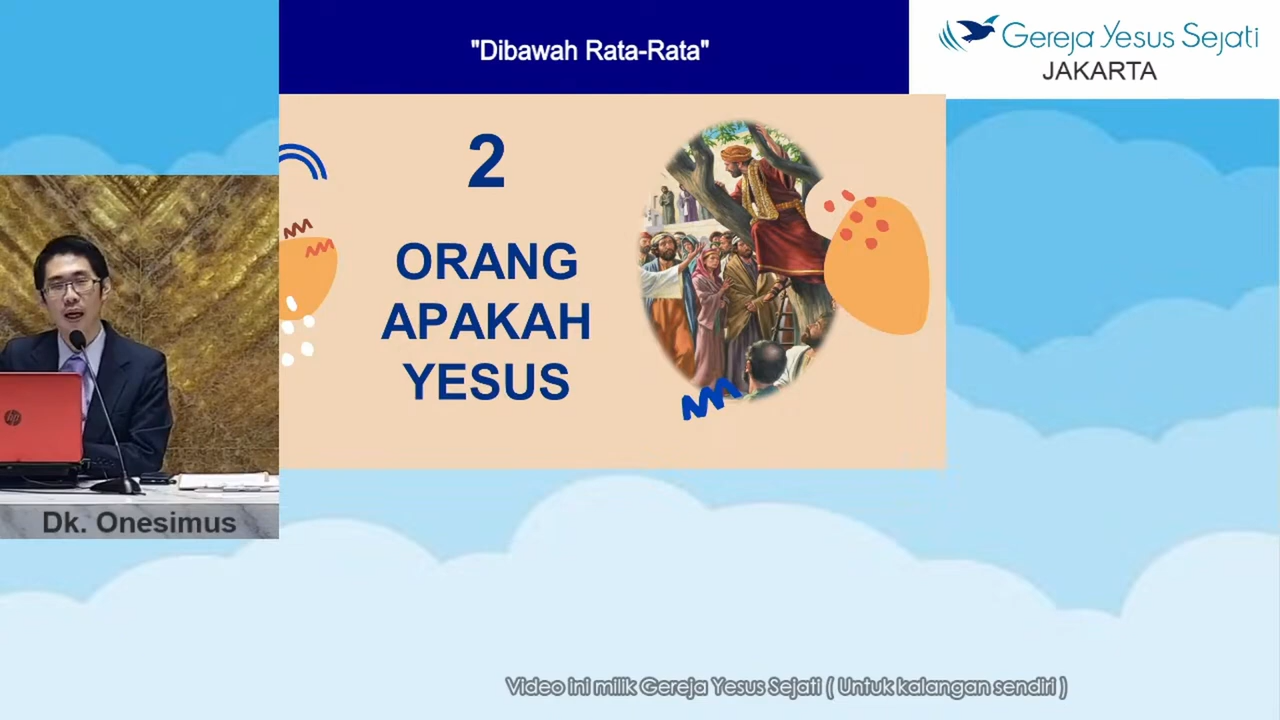 "Dibawah Rata-Rata"
Gereja Yesus Sejati
JAKARTA
2
ORANG
APAKAH
YESUS
hp
Dk. Onesimus
Video ini milik Gereja Yesus Sejati ( Untuk kalangan sendiri )